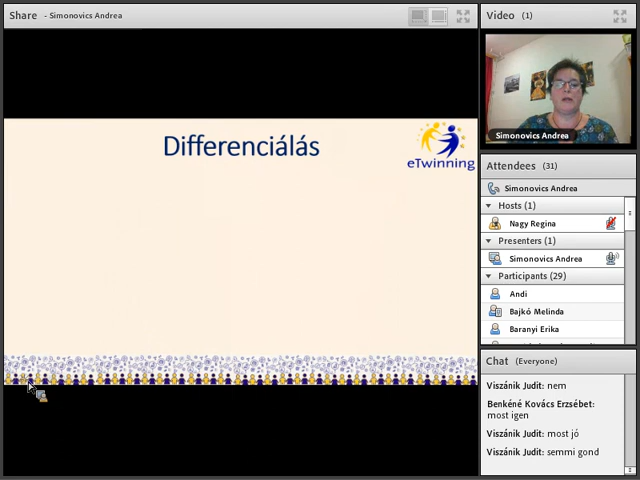 Share - Simonovics Andrea
Differenciálás
eTwinning
Video (1)
Simonovics Andrea
Attendees (31)
Simonovics Andrea
Hosts (1)
Nagy Regina
Presenters (1)
Simonovics Andrea
Participants (29)
Andi
Bajkó Melinda
Baranyi Erika
Chat (Everyone)
Viszánik Judit: nem
Benkéné Kovács Erzsébet:
most igen
Viszánik Judit: most jó
Viszánik Judit: semmi gond